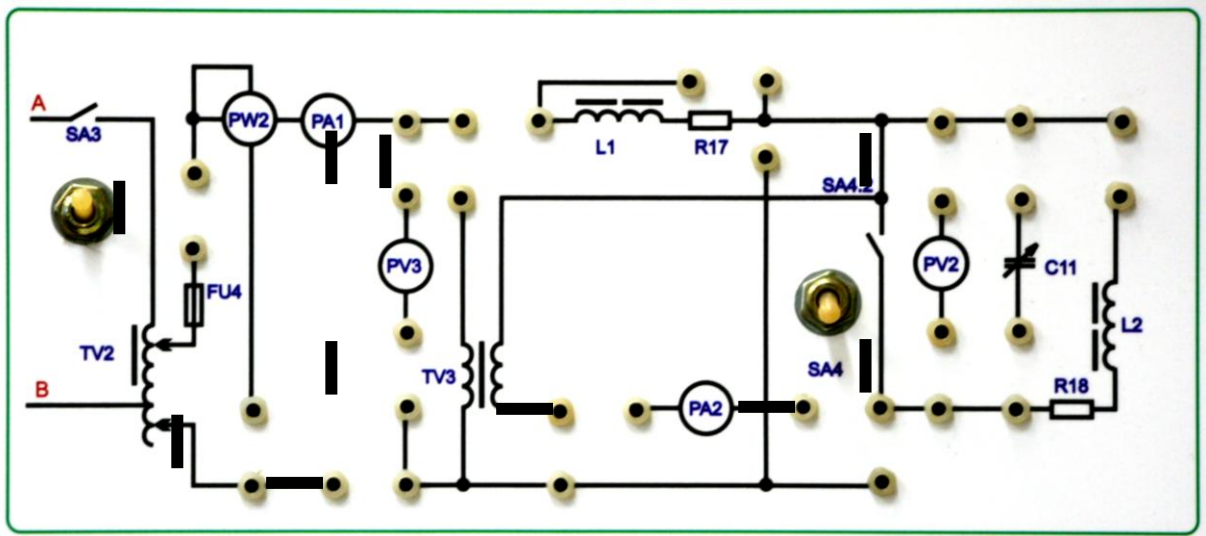 A
SA3
PW2
PA1
L1
R17
SA4.2
PV3
PV2
C11
FU4
L2
TV2
TV3
SA4
R18
B
PA2